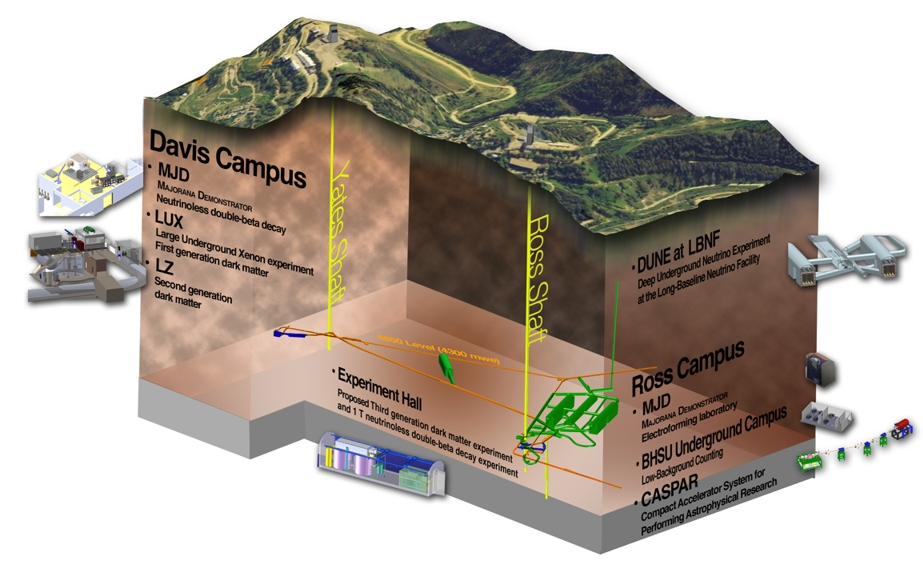 Davis Campus
· MJD
MAJORANA DEMONSTRATOR
Neutrinoless double-beta decay
· LUX
Large Underground Xenon experiment
First generation dark matter
· LZ
Second generation
dark matter
Yates Shaft
Ross Shaft
4850 Level (4300 mwe)
· Experiment Hall
Proposed Third generation dark matter experiment
and 1 T neutrinoless double-beta decay experiment
· DUNE at LBNF
Deep Underground Neutrino Experiment
at the Long-Baseline Neutrino Facility
Ross Campus
· MJD
MAJORANA DEMONSTRATOR
Electroforming laboratory
· BHSU Underground Campus
Low-Background Counting
· CASPAR
Compact Accelerator System for
Performing Astrophysical Research